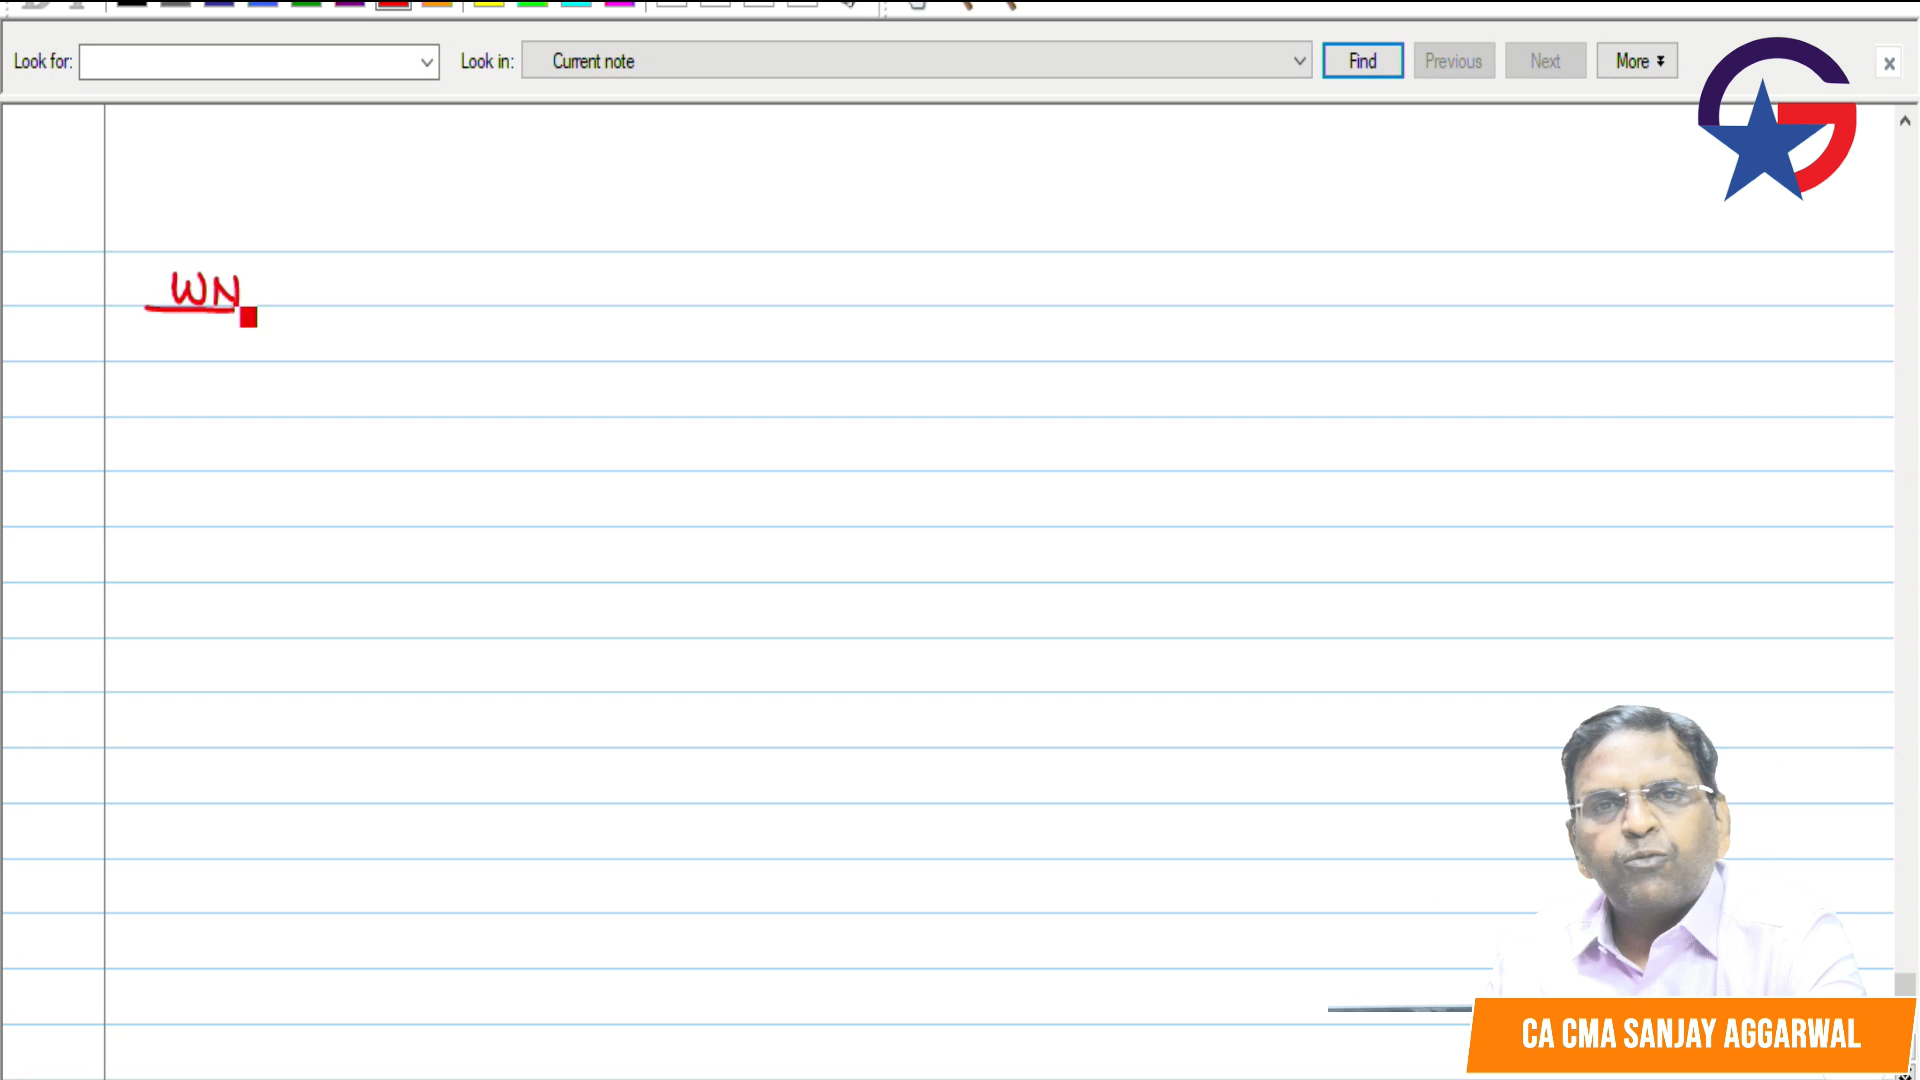 Look for: Look in: Current note Find Previous Next More
WN
CA CMA SANJAY AGGARWAL